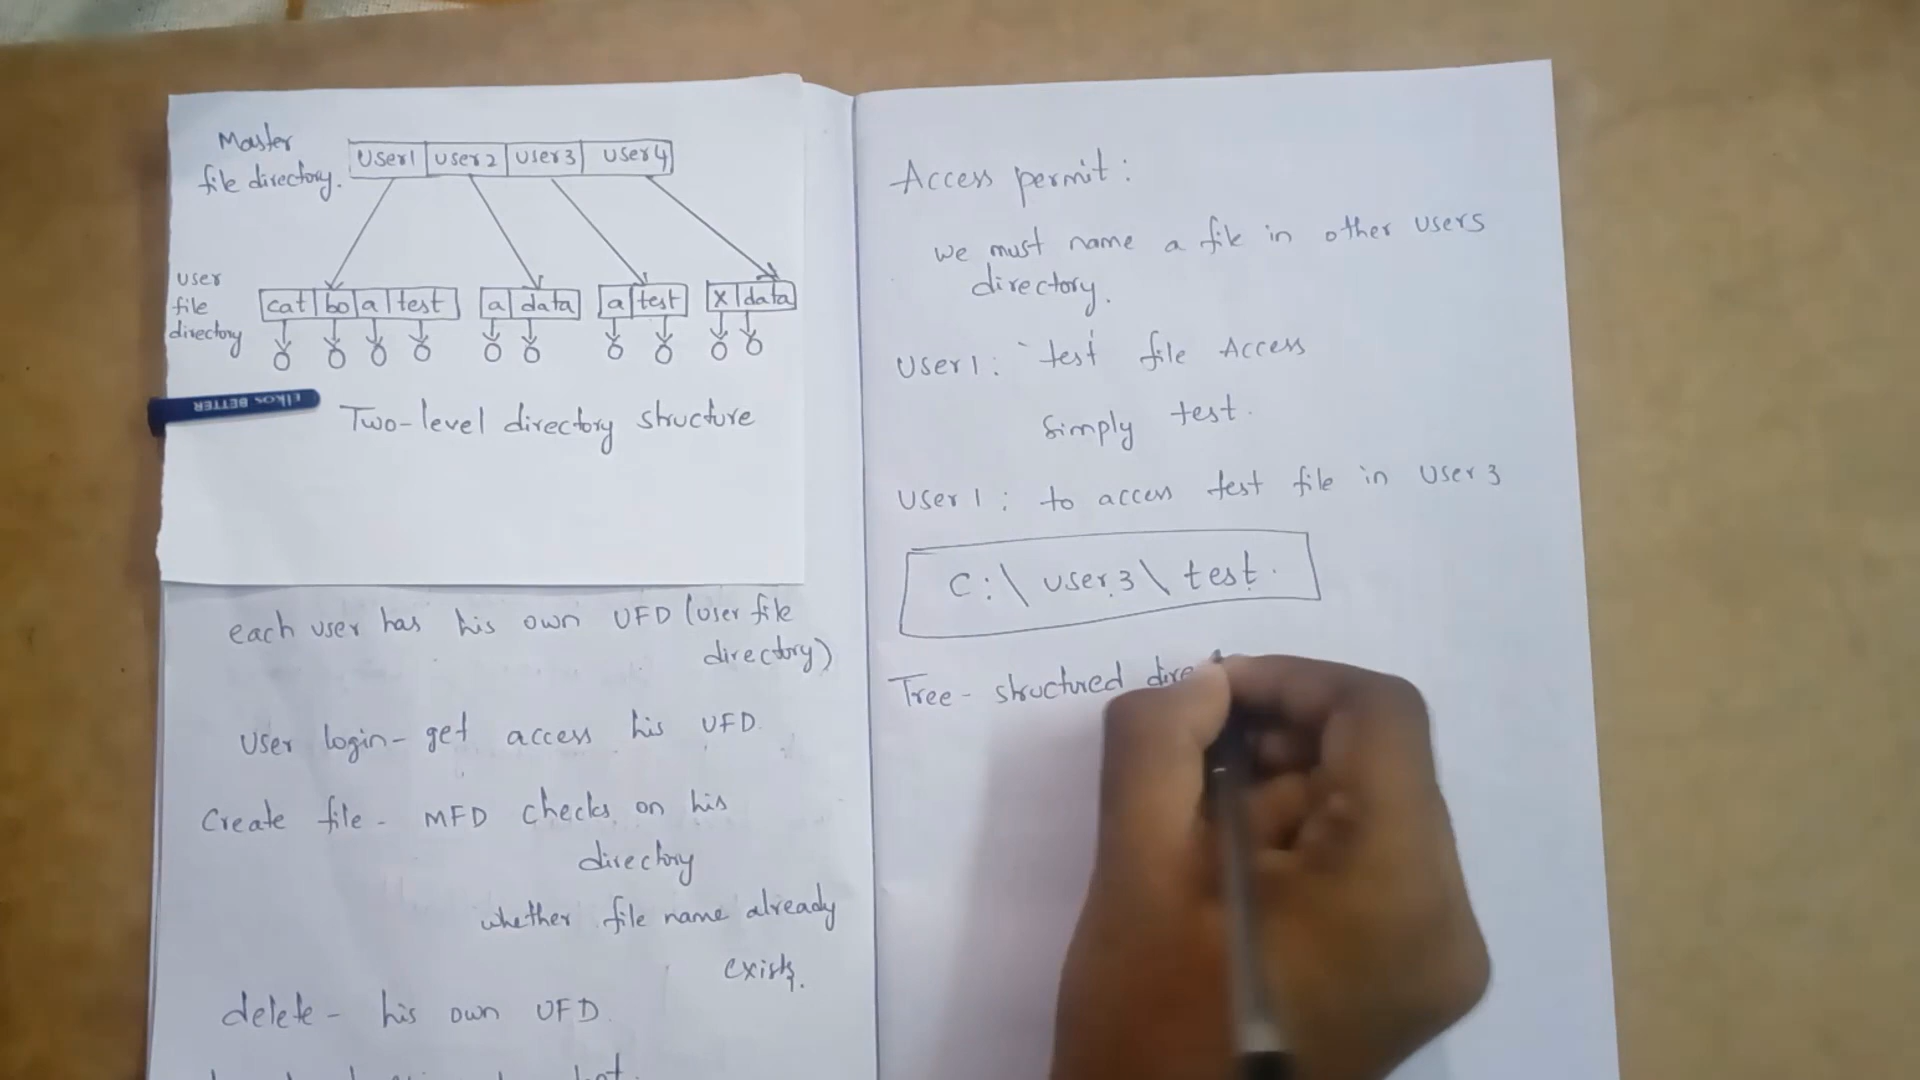 Master
file directory.
User1 user2 user3 user4
user
file
directory
cat bo a test a data a test x data
elkos BETTER
Two-level directory structure
each user has his own UFD (user file
directory)
User login- get access his UFD.
Create file - MFD checks on his
directory
whether file name already
exists.
delete - his own UFD
Access permit:
we must name a file in other users
directory.
User1: 'test' file Access
Simply test.
User1: to access test file in User3
C:\ user3\ test.
Tree - structured dire